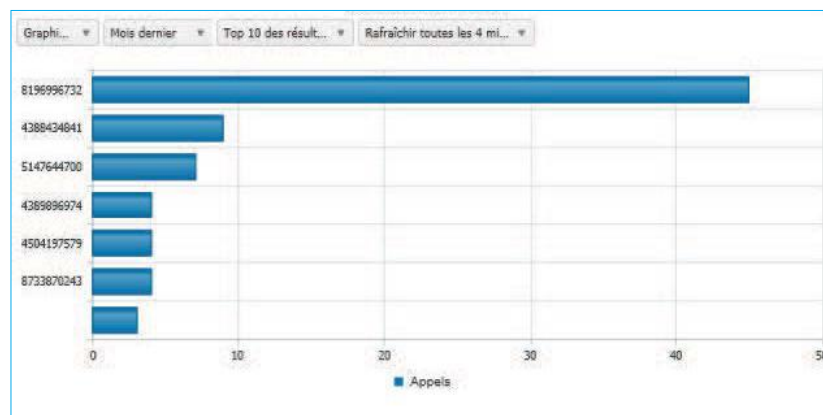 Graphi... Mois dernier Top 10 des résult... Rafraîchir toutes les 4 mi...
8196996732
4388434841
5147644700
4389896974
4504197579
8733870243
0 10 20 30 40 50
Appels